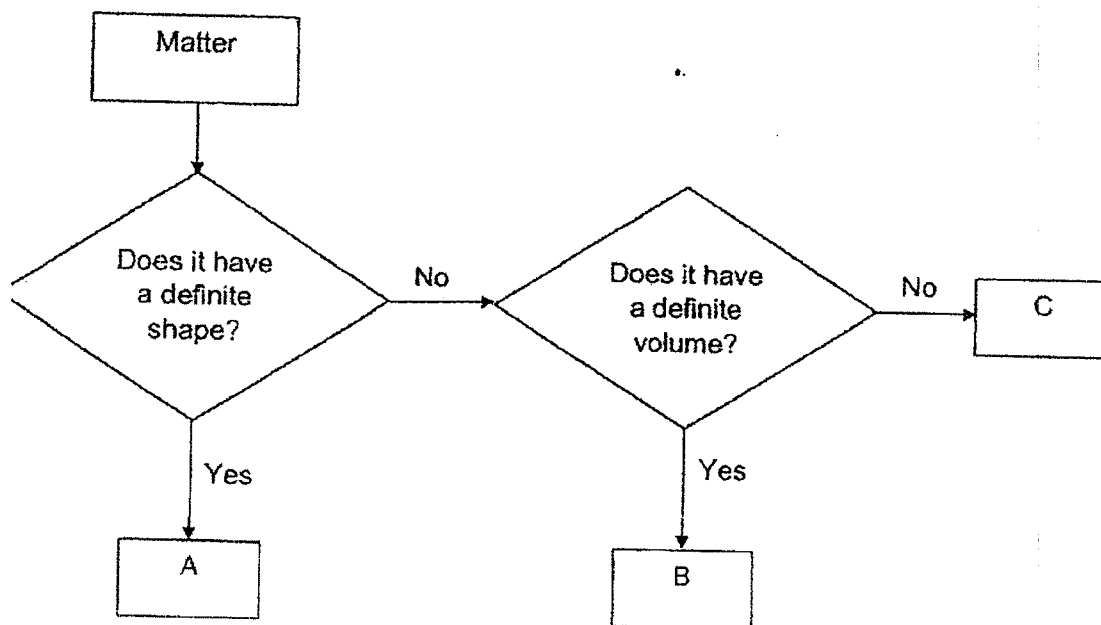 Matter
Does it have
a definite
shape?
No
Does it have
a definite
volume?
No
C
Yes
Yes
A
B